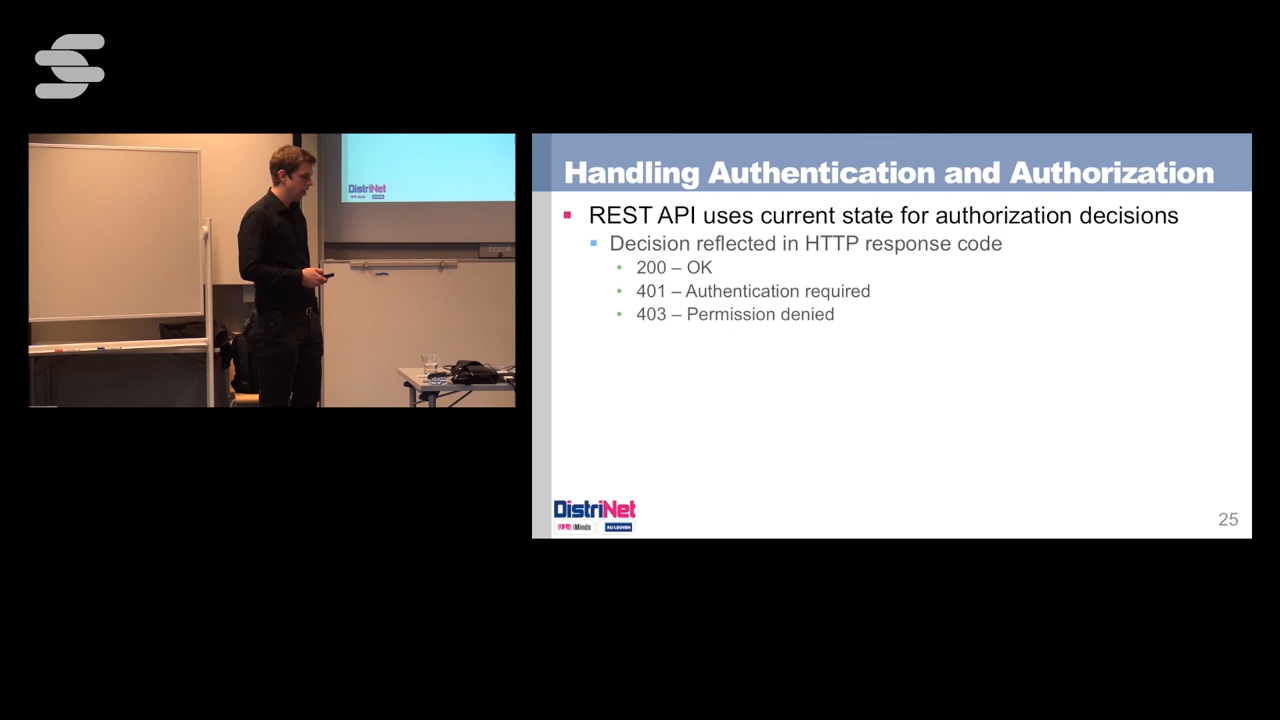 DistriNet
Handling Authentication and Authorization
REST API uses current state for authorization decisions
Decision reflected in HTTP response code
200 – OK
401 – Authentication required
403 – Permission denied
DistriNet
iMinds
KU LEUVEN
25